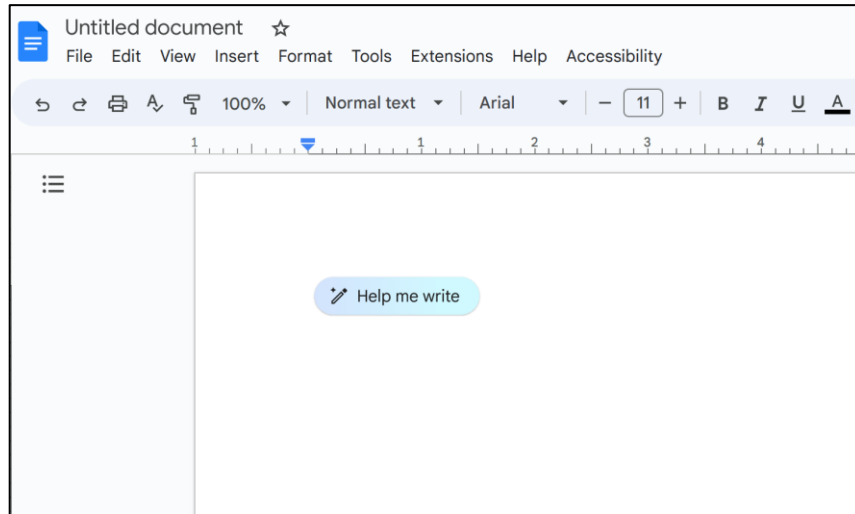 Untitled document
File Edit View Insert Format Tools Extensions Help Accessibility
100% Normal text Arial − 11 + B I U A
1 1 2 3 4
Help me write